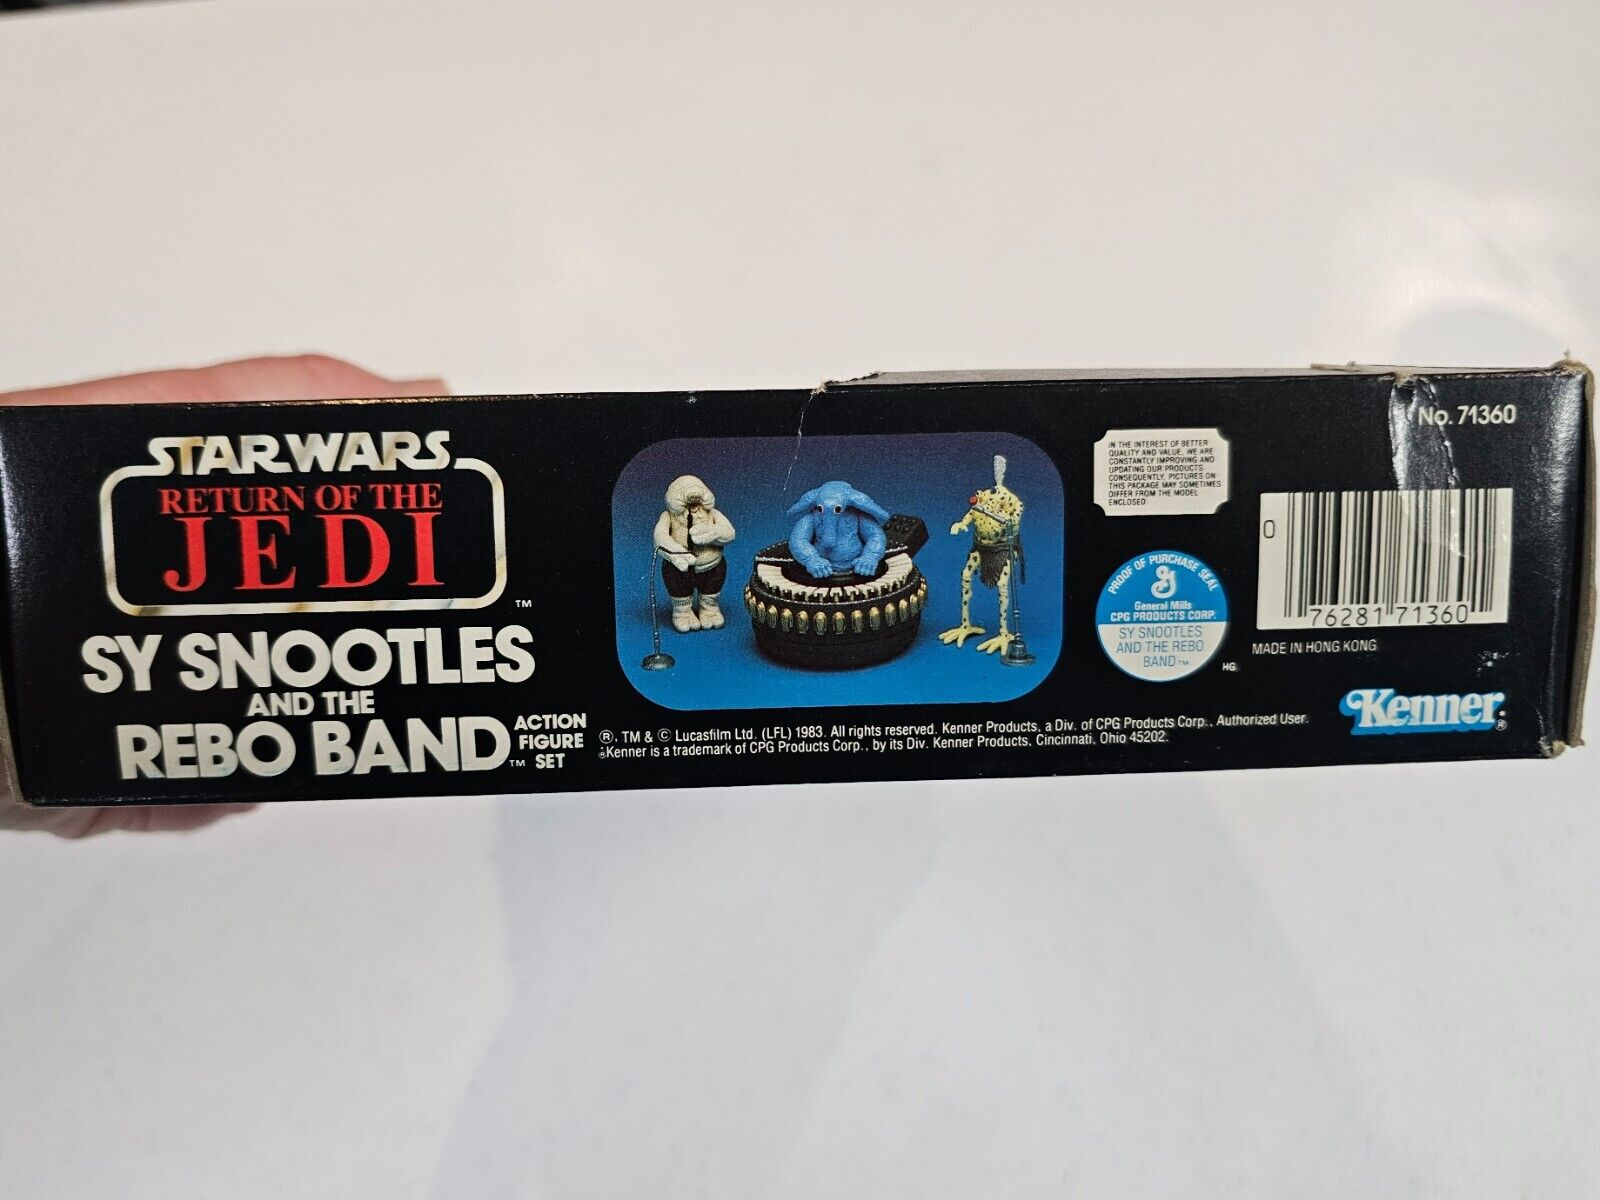 STAR WARS
RETURN OF THE
JEDI
™
SY SNOOTLES
AND THE
REBO BAND™
ACTION
FIGURE
SET
®, TM & © Lucasfilm Ltd. (LFL) 1983. All rights reserved. Kenner Products, a Div. of CPG Products Corp., Authorized User.
®Kenner is a trademark of CPG Products Corp., by its Div. Kenner Products, Cincinnati, Ohio 45202.
IN THE INTEREST OF BETTER
QUALITY AND VALUE, WE ARE
CONSTANTLY IMPROVING AND
UPDATING OUR PRODUCTS.
CONSEQUENTLY, PICTURES ON
THIS PACKAGE MAY SOMETIMES
DIFFER FROM THE MODEL
ENCLOSED.
PROOF OF PURCHASE SEAL
G
General Mills
CPG PRODUCTS CORP.
SY SNOOTLES
AND THE REBO
BAND™
HG
No. 71360
0 76281 71360
MADE IN HONG KONG
Kenner®